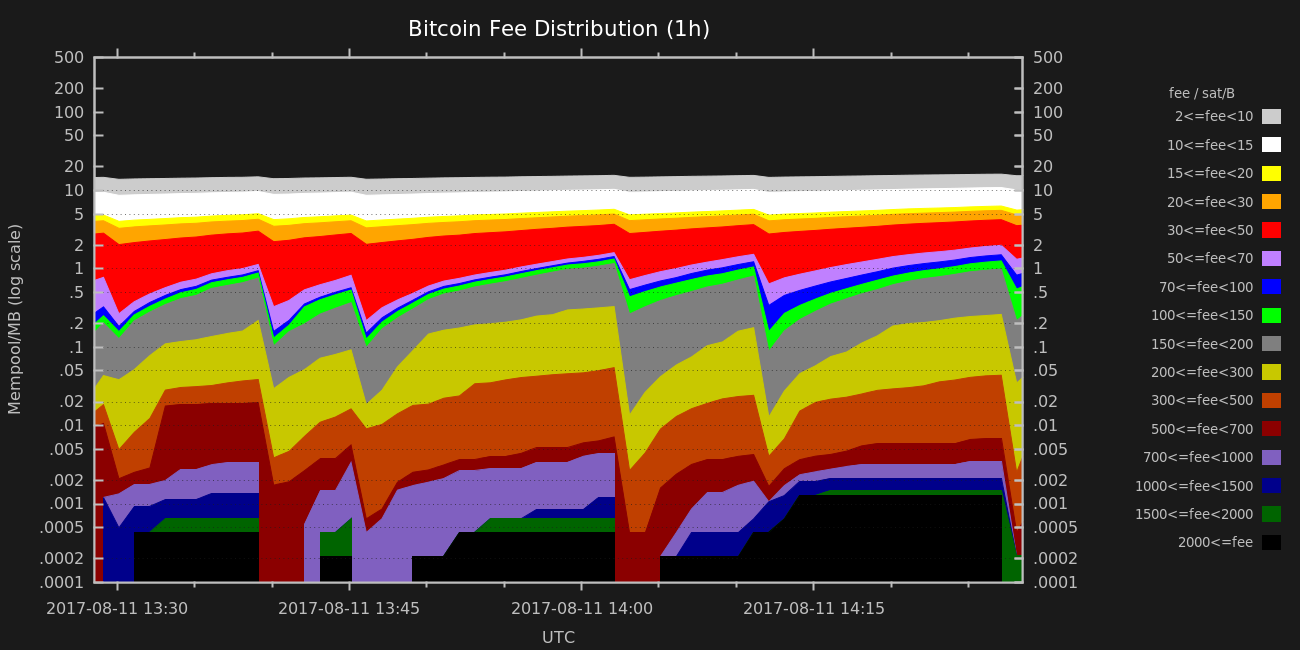 Bitcoin Fee Distribution (1h)
Mempool/MB (log scale)
500
200
100
50
20
10
5
2
1
.5
.2
.1
.05
.02
.01
.005
.002
.001
.0005
.0002
.0001
500
200
100
50
20
10
5
2
1
.5
.2
.1
.05
.02
.01
.005
.002
.001
.0005
.0002
.0001
2017-08-11 13:30
2017-08-11 13:45
2017-08-11 14:00
2017-08-11 14:15
UTC
fee / sat/B
2<=fee<10
10<=fee<15
15<=fee<20
20<=fee<30
30<=fee<50
50<=fee<70
70<=fee<100
100<=fee<150
150<=fee<200
200<=fee<300
300<=fee<500
500<=fee<700
700<=fee<1000
1000<=fee<1500
1500<=fee<2000
2000<=fee